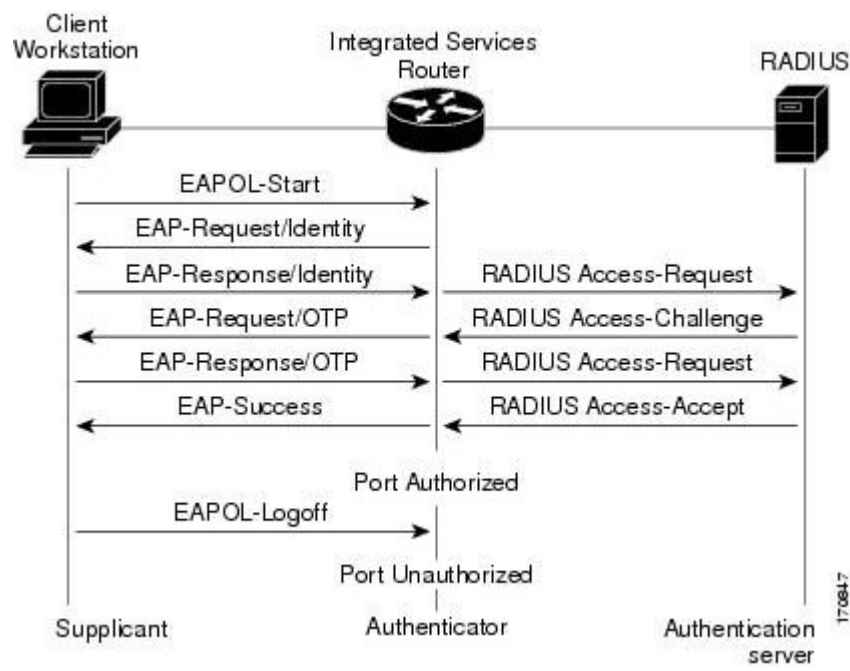 Client
Workstation
Integrated Services
Router
RADIUS
EAPOL-Start
EAP-Request/Identity
EAP-Response/Identity
RADIUS Access-Request
EAP-Request/OTP
RADIUS Access-Challenge
EAP-Response/OTP
RADIUS Access-Request
EAP-Success
RADIUS Access-Accept
Port Authorized
EAPOL-Logoff
Port Unauthorized
Supplicant
Authenticator
Authentication
server
170847